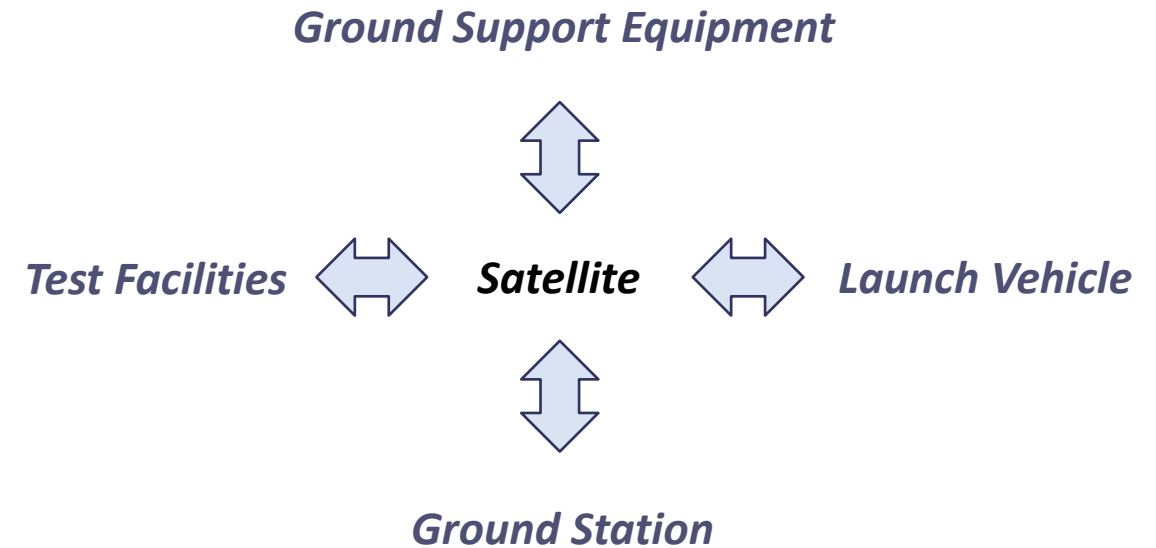 Ground Support Equipment
Test Facilities
Satellite
Launch Vehicle
Ground Station